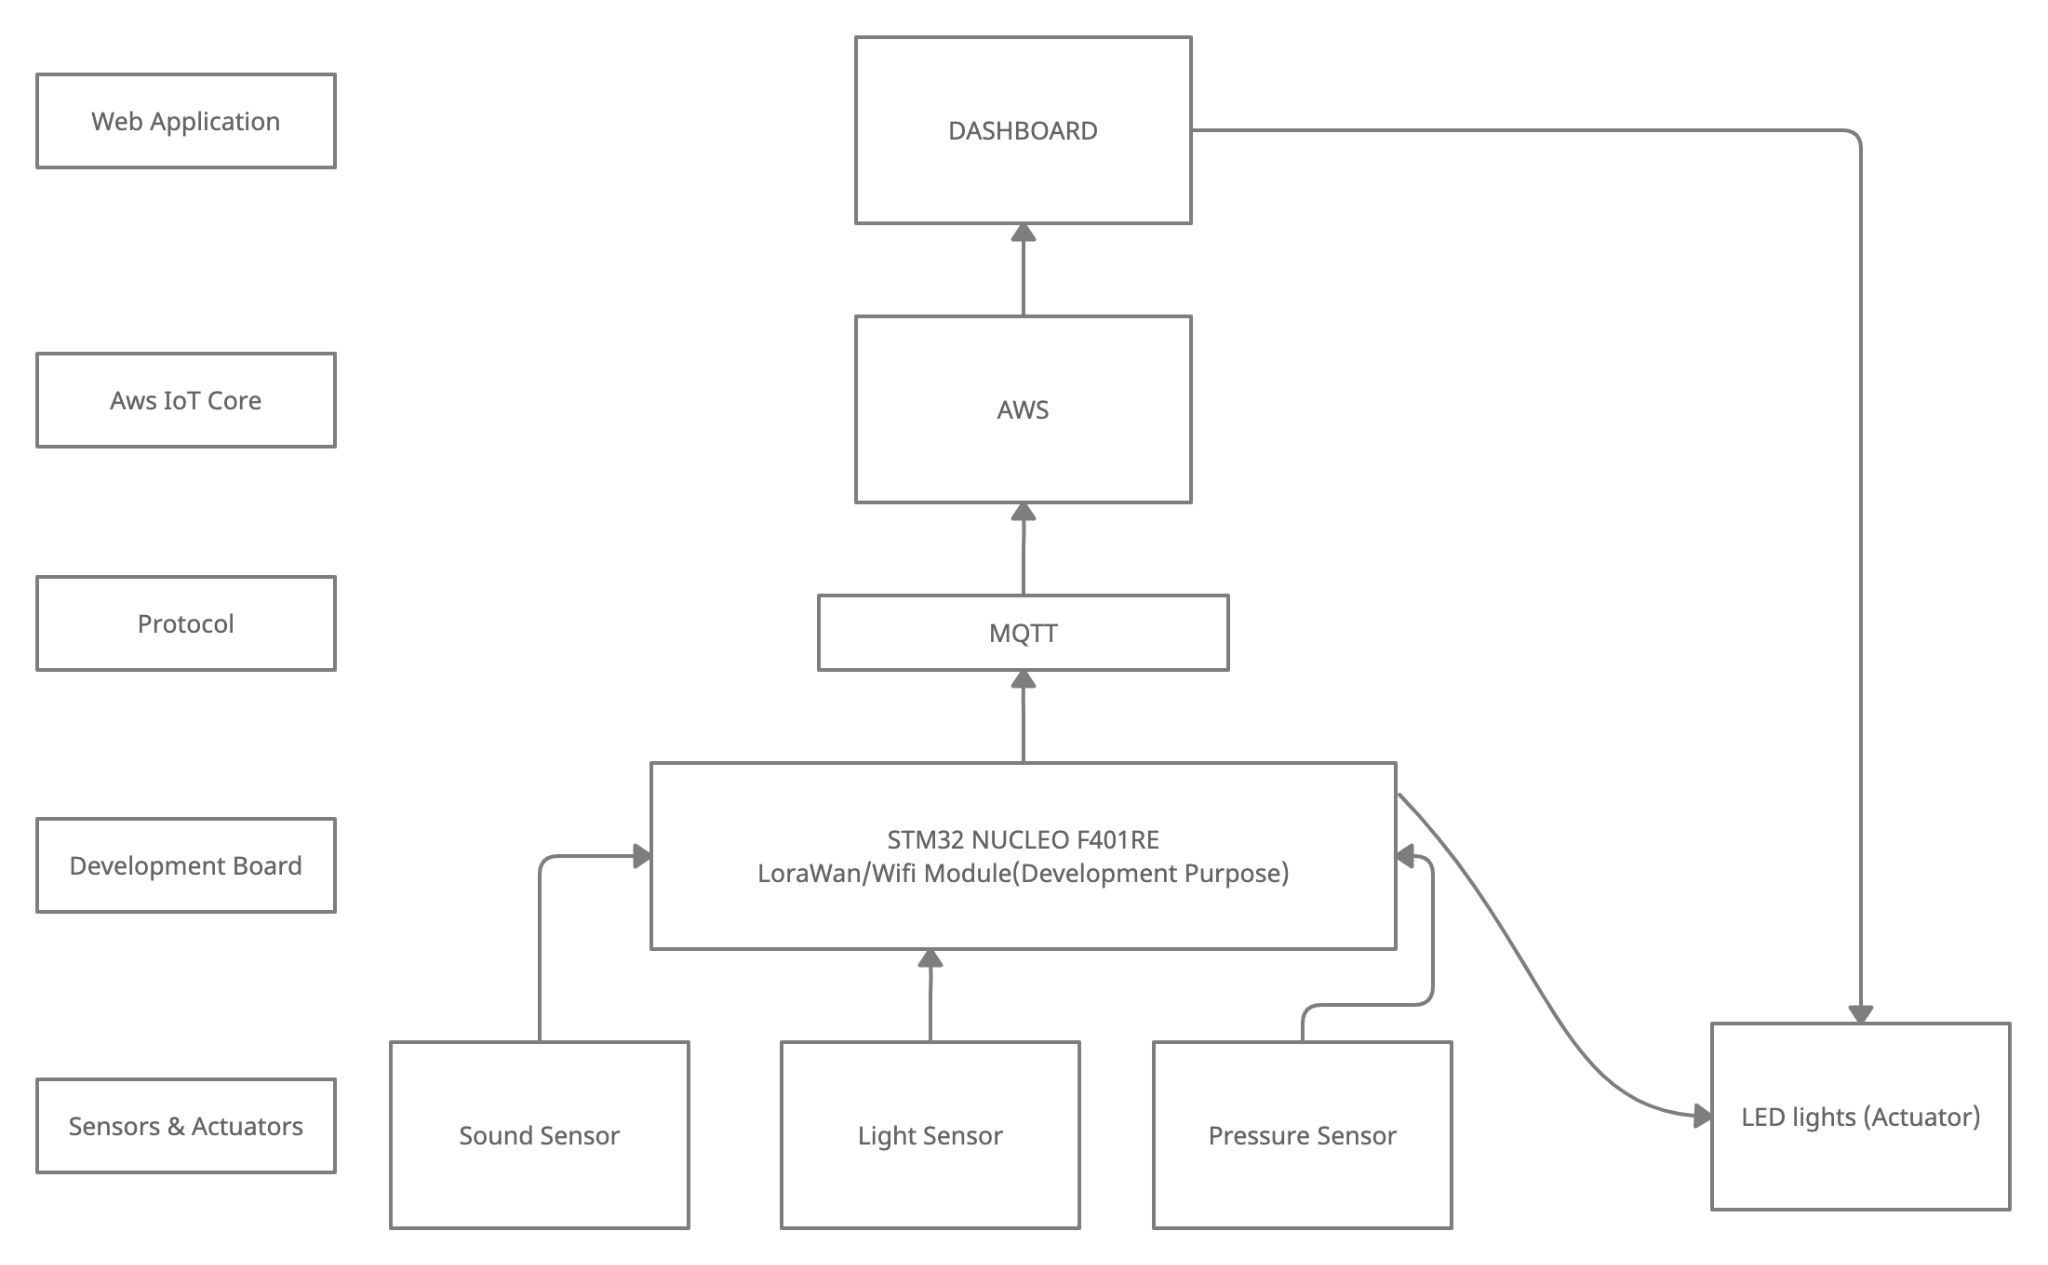 Web Application
DASHBOARD
Aws IoT Core
AWS
Protocol
MQTT
Development Board
STM32 NUCLEO F401RE
LoraWan/Wifi Module(Development Purpose)
Sensors & Actuators
Sound Sensor
Light Sensor
Pressure Sensor
LED lights (Actuator)